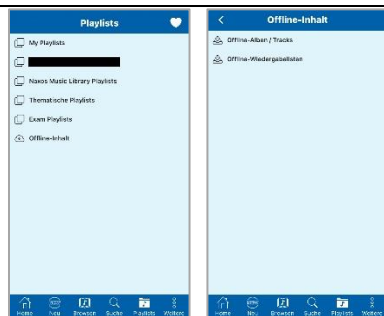 Playlists
My Playlists
Naxos Music Library Playlists
Thematische Playlists
Exam Playlists
Offline-Inhalt
Home Neu Browsen Suche Playlists Weitere
Offline-Inhalt
Offline-Alben / Tracks
Offline-Wiedergabelisten
Home Neu Browsen Suche Playlists Weitere